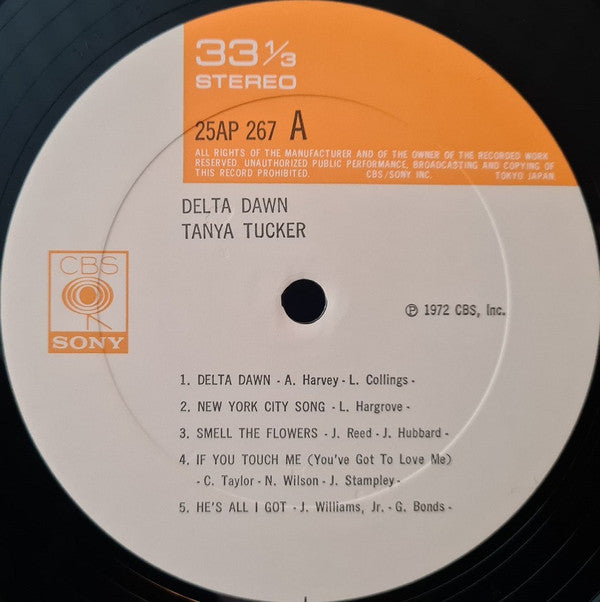 33⅓
STEREO
25AP 267 A
ALL RIGHTS OF THE MANUFACTURER AND OF THE OWNER OF THE RECORDED WORK
RESERVED. UNAUTHORIZED PUBLIC PERFORMANCE, BROADCASTING AND COPYING OF
THIS RECORD PROHIBITED. CBS/SONY INC. TOKYO JAPAN.
DELTA DAWN
TANYA TUCKER
CBS
SONY
℗ 1972 CBS, Inc.
1. DELTA DAWN - A. Harvey - L. Collings -
2. NEW YORK CITY SONG - L. Hargrove -
3. SMELL THE FLOWERS - J. Reed - J. Hubbard -
4. IF YOU TOUCH ME (You've Got To Love Me)
- C. Taylor - N. Wilson - J. Stampley -
5. HE'S ALL I GOT - J. Williams, Jr. - G. Bonds -